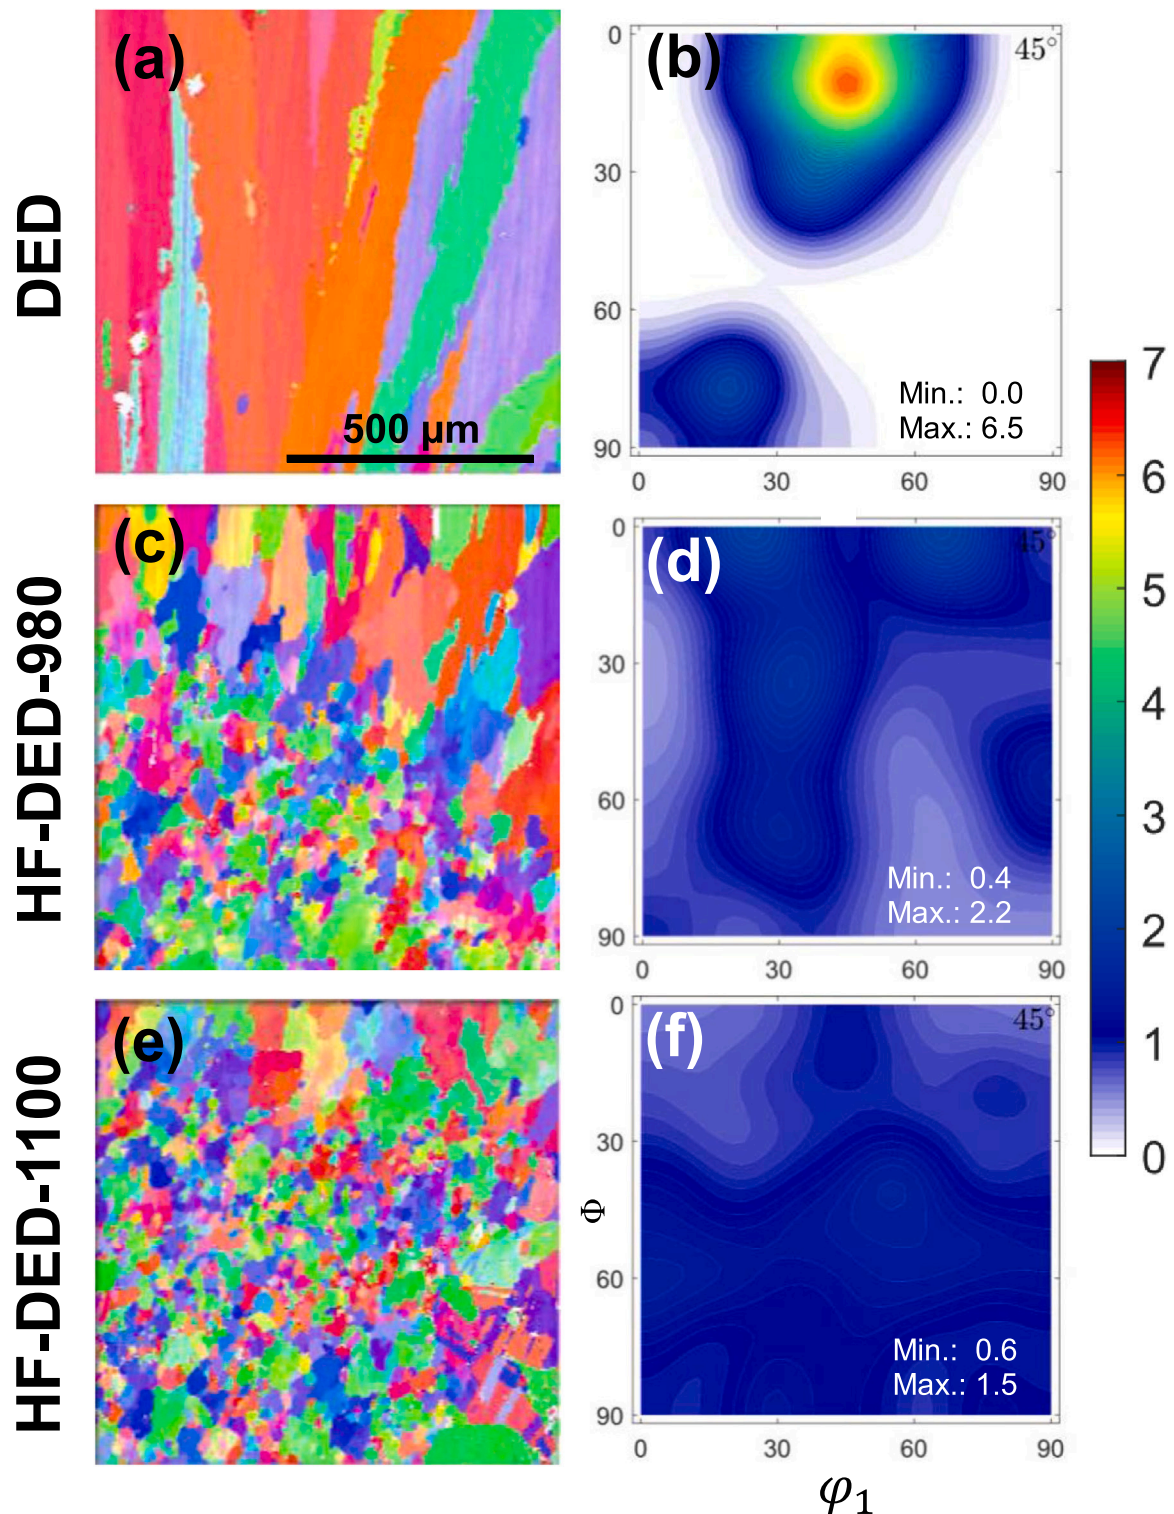 DED
(a)
500 µm
(b)
45°
0
30
60
90
Min.: 0.0
Max.: 6.5
0 30 60 90
HF-DED-980
(c)
(d)
45°
0
30
60
90
Min.: 0.4
Max.: 2.2
0 30 60 90
HF-DED-1100
(e)
(f)
45°
0
30
60
90
Φ
Min.: 0.6
Max.: 1.5
0 30 60 90
φ₁
7
6
5
4
3
2
1
0